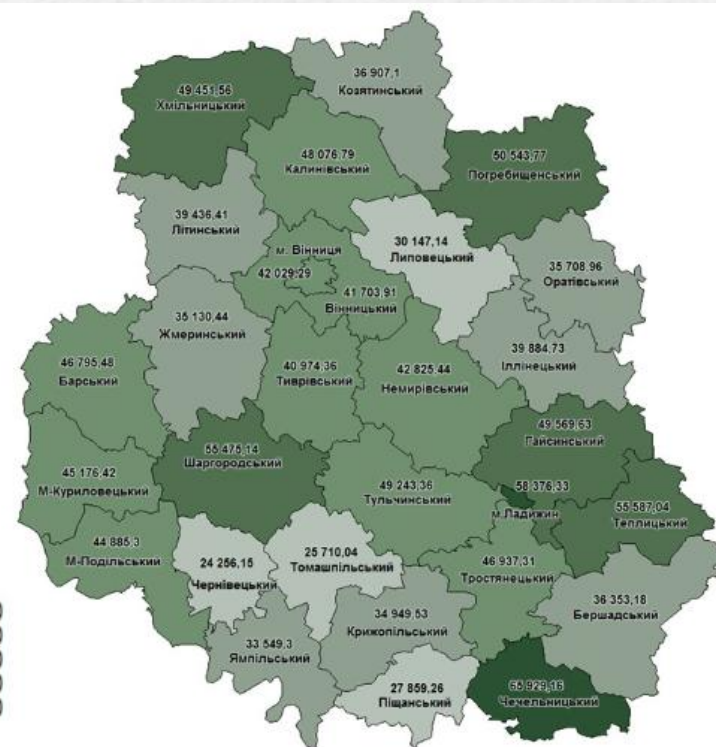 36 907,1
Козятинський
49 451,56
Хмільницький
48 076,79
Калинівський
50 543,77
Погребищенський
39 436,41
Літинський
м. Вінниця
42 029,29
30 147,14
Липовецький
35 708,96
Оратівський
41 703,91
Вінницький
35 130,44
Жмеринський
39 884,73
Іллінецький
46 795,48
Барський
40 974,36
Тиврівський
42 825,44
Немирівський
49 569,63
Гайсинський
55 475,14
Шаргородський
45 176,42
М-Куриловецький
49 243,36
Тульчинський
58 376,33
м.Ладижин
55 587,04
Теплицький
44 885,3
М-Подільський
24 256,15
Чернівецький
25 710,04
Томашпільський
46 937,31
Тростянецький
36 353,18
Бершадський
34 949,53
Крижопільський
33 549,3
Ямпільський
27 859,26
Піщанський
65 929,16
Чечельницький